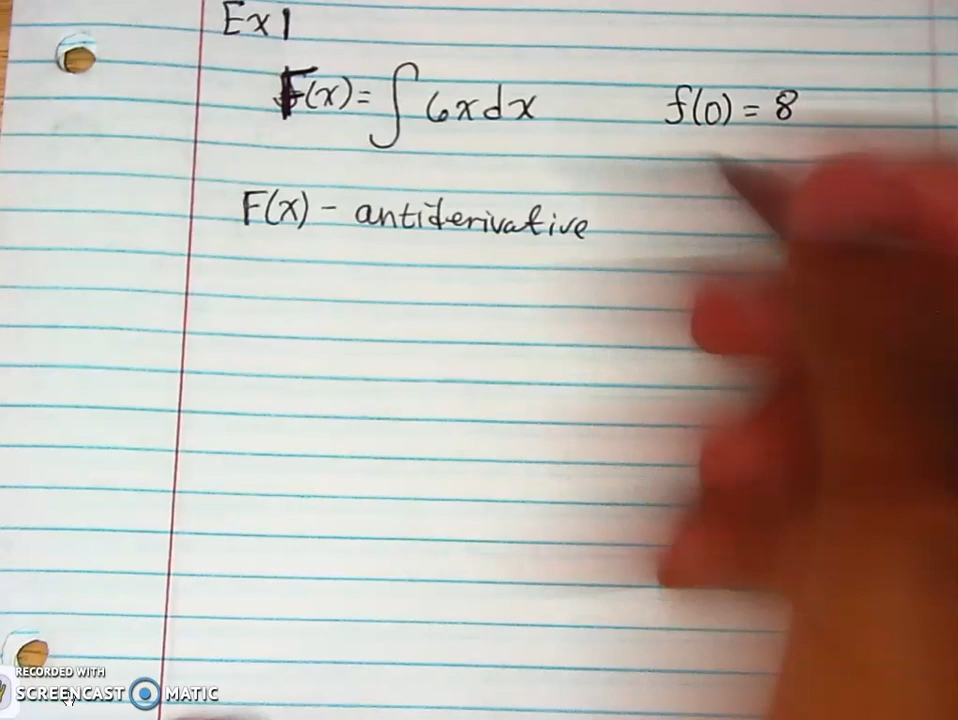 Ex 1
F(x) = ∫ 6x dx f(0) = 8
F(x) - antiderivative
RECORDED WITH
SCREENCAST MATIC